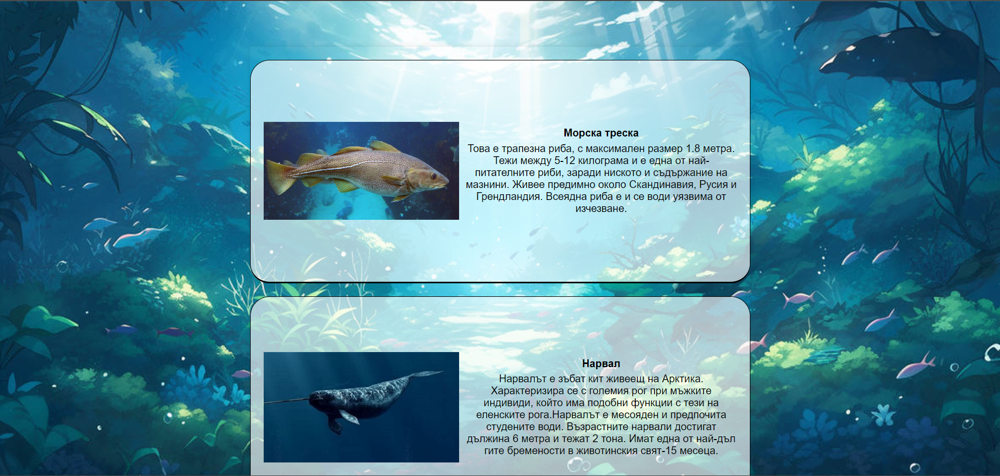 Морска треска
Това е трапезна риба, с максимален размер 1.8 метра.
Тежи между 5-12 килограма и е една от най-
питателните риби, заради ниското и съдържание на
мазнини. Живее предимно около Скандинавия, Русия и
Грендландия. Всеядна риба е и се води уязвима от
изчезване.
Нарвал
Нарвалът е зъбат кит живеещ на Арктика.
Характеризира се с големия рог при мъжките
индивиди, който има подобни функции с тези на
еленските рога.Нарвалът е месояден и предпочита
студените води. Възрастните нарвали достигат
дължина 6 метра и тежат 2 тона. Имат една от най-дъл
гите бремености в животинския свят-15 месеца.